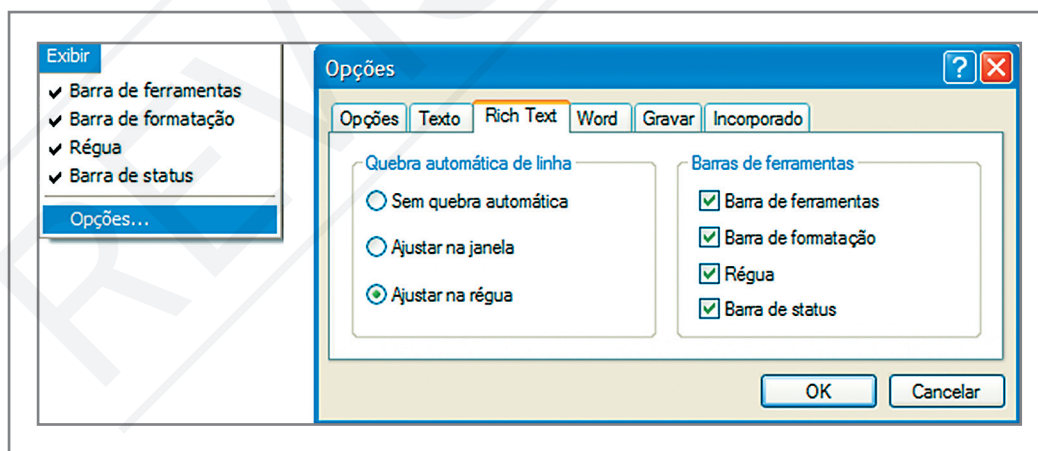 Exibir
Barra de ferramentas
Barra de formatação
Régua
Barra de status
Opções...
Opções
Opções Texto Rich Text Word Gravar Incorporado
Quebra automática de linha
Sem quebra automática
Ajustar na janela
Ajustar na régua
Barras de ferramentas
Barra de ferramentas
Barra de formatação
Régua
Barra de status
OK Cancelar